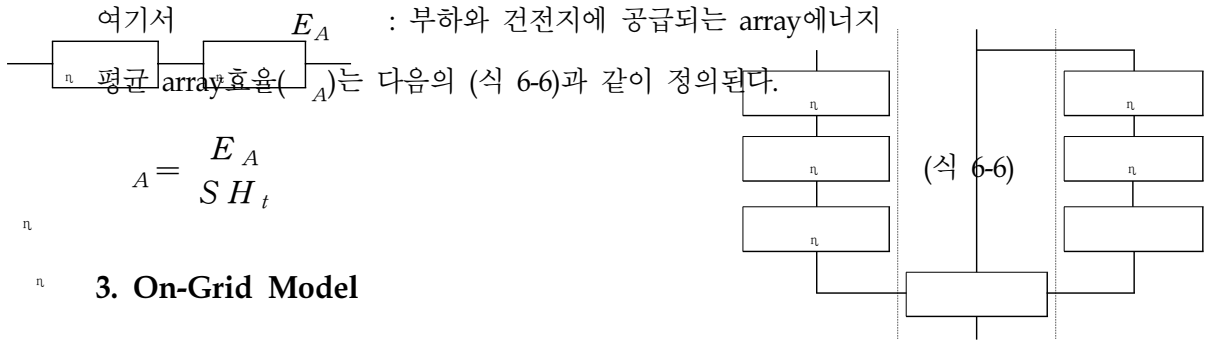 여기서 E_A : 부하와 건전지에 공급되는 array에너지
평균 array효율( _A)는 다음의 (식 6-6)과 같이 정의된다.
_A = E_A / S H_t (식 6-6)
3. On-Grid Model